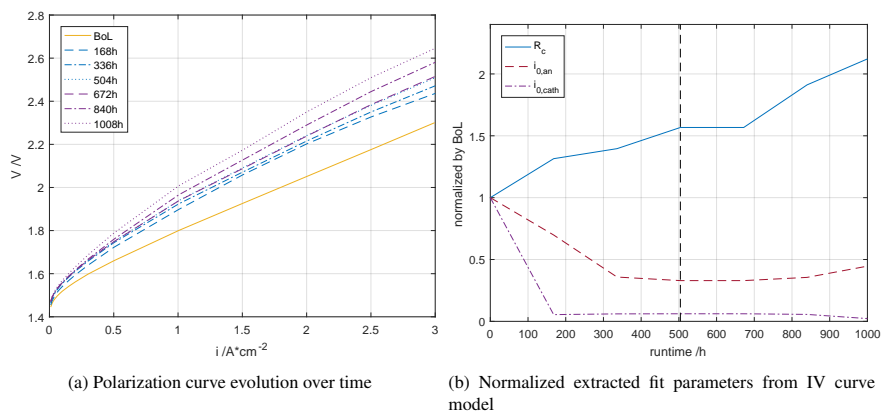 2.8
2.6
2.4
2.2
2
1.8
1.6
1.4
V /V
BoL
168h
336h
504h
672h
840h
1008h
0 0.5 1 1.5 2 2.5 3
i /A*cm-2
(a) Polarization curve evolution over time
2
1.5
1
0.5
0
normalized by BoL
Rc
i0,an
i0,cath
0 100 200 300 400 500 600 700 800 900 1000
runtime /h
(b) Normalized extracted fit parameters from IV curve
model